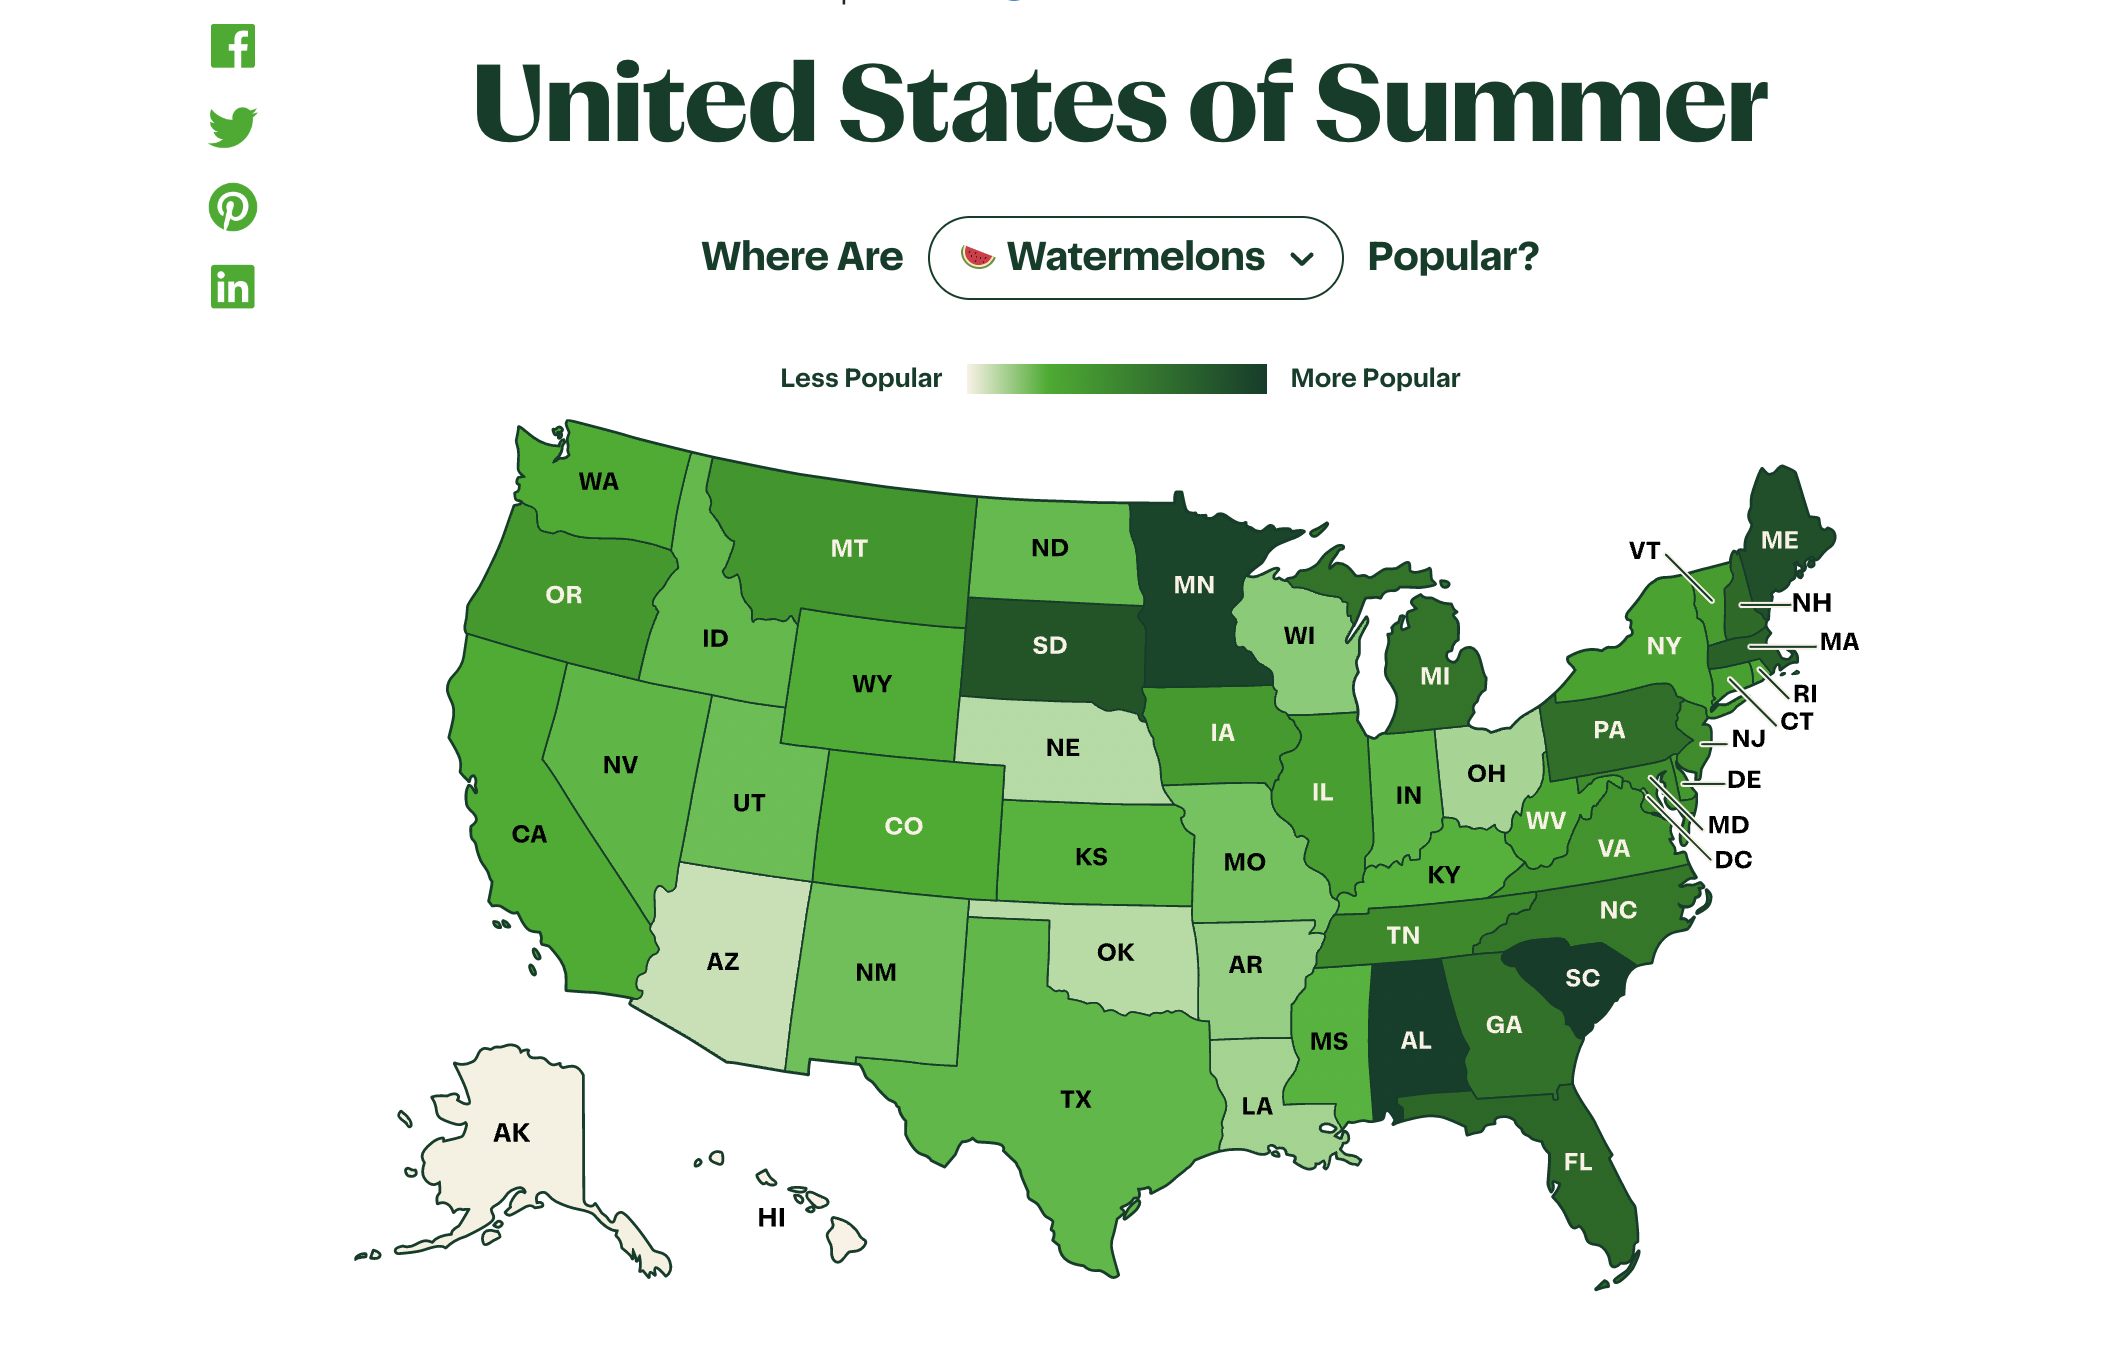 United States of Summer
Where Are 🍉 Watermelons Popular?
Less Popular More Popular
WA
MT
ND
ME
VT
MN
OR
NH
WI
ID
SD
NY
MA
MI
WY
RI
CT
PA
IA
NJ
NE
NV
OH
DE
IL
IN
UT
WV
MD
CO
CA
VA
KS
DC
MO
KY
NC
TN
OK
AZ
AR
NM
SC
GA
MS
AL
TX
LA
AK
FL
HI